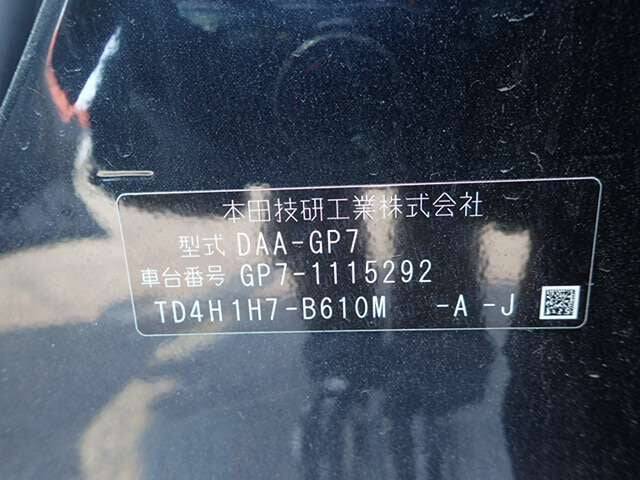 本田技研工業株式会社
型式 DAA-GP7
車台番号 GP7-1115292
TD4H1H7-B610M -A-J